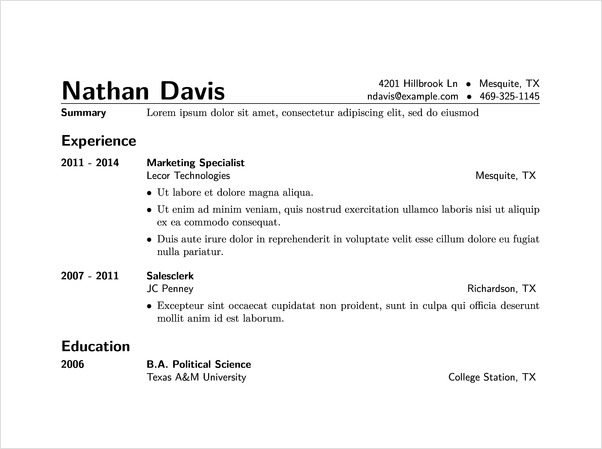 Nathan Davis
4201 Hillbrook Ln • Mesquite, TX
ndavis@example.com • 469-325-1145
Summary Lorem ipsum dolor sit amet, consectetur adipiscing elit, sed do eiusmod
Experience
2011 - 2014 Marketing Specialist
Lecor Technologies Mesquite, TX
• Ut labore et dolore magna aliqua.
• Ut enim ad minim veniam, quis nostrud exercitation ullamco laboris nisi ut aliquip
ex ea commodo consequat.
• Duis aute irure dolor in reprehenderit in voluptate velit esse cillum dolore eu fugiat
nulla pariatur.
2007 - 2011 Salesclerk
JC Penney Richardson, TX
• Excepteur sint occaecat cupidatat non proident, sunt in culpa qui officia deserunt
mollit anim id est laborum.
Education
2006 B.A. Political Science
Texas A&M University College Station, TX